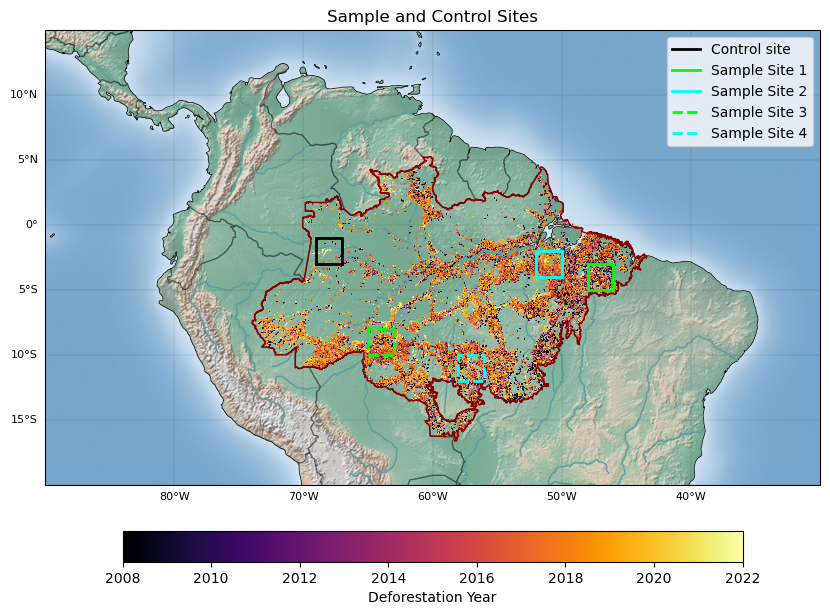 Sample and Control Sites
Control site
Sample Site 1
Sample Site 2
Sample Site 3
Sample Site 4
10°N
5°N
0°
5°S
10°S
15°S
80°W 70°W 60°W 50°W 40°W
2008 2010 2012 2014 2016 2018 2020 2022
Deforestation Year